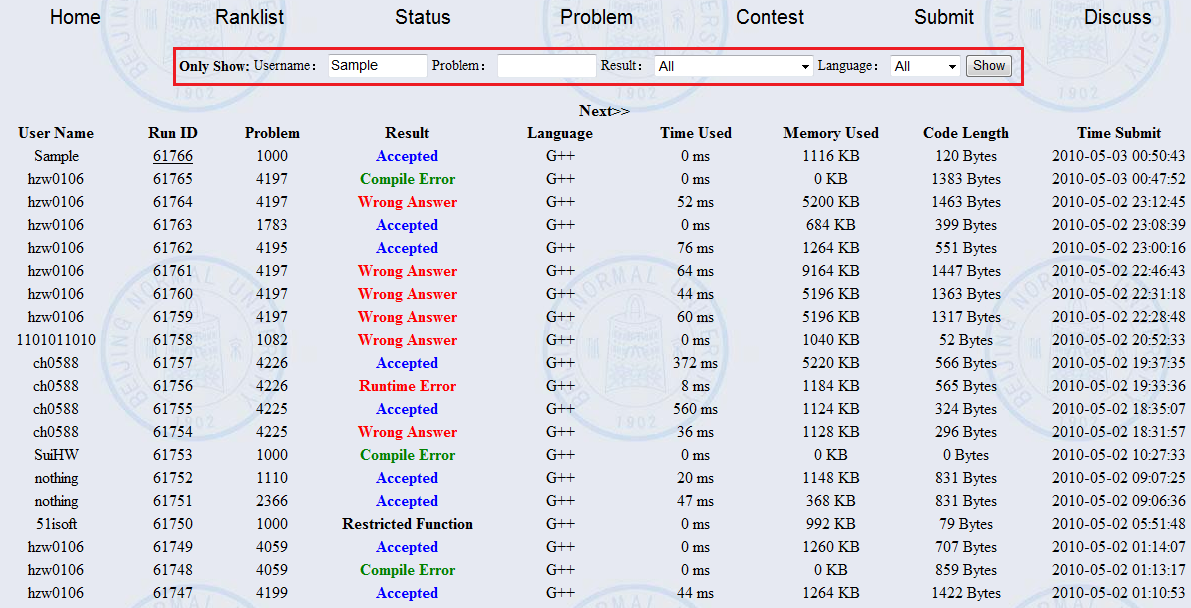 Home Ranklist Status Problem Contest Submit Discuss
Only Show: Username: Sample Problem: Result: All Language: All Show
Next>>
User Name Run ID Problem Result Language Time Used Memory Used Code Length Time Submit
Sample 61766 1000 Accepted G++ 0 ms 1116 KB 120 Bytes 2010-05-03 00:50:43
hzw0106 61765 4197 Compile Error G++ 0 ms 0 KB 1383 Bytes 2010-05-03 00:47:52
hzw0106 61764 4197 Wrong Answer G++ 52 ms 5200 KB 1463 Bytes 2010-05-02 23:12:45
hzw0106 61763 1783 Accepted G++ 0 ms 684 KB 399 Bytes 2010-05-02 23:08:39
hzw0106 61762 4195 Accepted G++ 76 ms 1264 KB 551 Bytes 2010-05-02 23:00:16
hzw0106 61761 4197 Wrong Answer G++ 64 ms 9164 KB 1447 Bytes 2010-05-02 22:46:43
hzw0106 61760 4197 Wrong Answer G++ 44 ms 5196 KB 1363 Bytes 2010-05-02 22:31:18
hzw0106 61759 4197 Wrong Answer G++ 60 ms 5196 KB 1317 Bytes 2010-05-02 22:28:48
1101011010 61758 1082 Wrong Answer G++ 0 ms 1040 KB 52 Bytes 2010-05-02 20:52:33
ch0588 61757 4226 Accepted G++ 372 ms 5220 KB 566 Bytes 2010-05-02 19:37:35
ch0588 61756 4226 Runtime Error G++ 8 ms 1184 KB 565 Bytes 2010-05-02 19:33:36
ch0588 61755 4225 Accepted G++ 560 ms 1124 KB 324 Bytes 2010-05-02 18:35:07
ch0588 61754 4225 Wrong Answer G++ 36 ms 1128 KB 296 Bytes 2010-05-02 18:31:57
SuiHW 61753 1000 Compile Error G++ 0 ms 0 KB 0 Bytes 2010-05-02 10:27:33
nothing 61752 1110 Accepted G++ 20 ms 1148 KB 831 Bytes 2010-05-02 09:07:25
nothing 61751 2366 Accepted G++ 47 ms 368 KB 831 Bytes 2010-05-02 09:06:36
51isoft 61750 1000 Restricted Function G++ 0 ms 992 KB 79 Bytes 2010-05-02 05:51:48
hzw0106 61749 4059 Accepted G++ 0 ms 1260 KB 707 Bytes 2010-05-02 01:14:07
hzw0106 61748 4059 Compile Error G++ 0 ms 0 KB 859 Bytes 2010-05-02 01:13:17
hzw0106 61747 4199 Accepted G++ 44 ms 1264 KB 1422 Bytes 2010-05-02 01:10:53
BEIJING NORMAL UNIVERSITY
1902